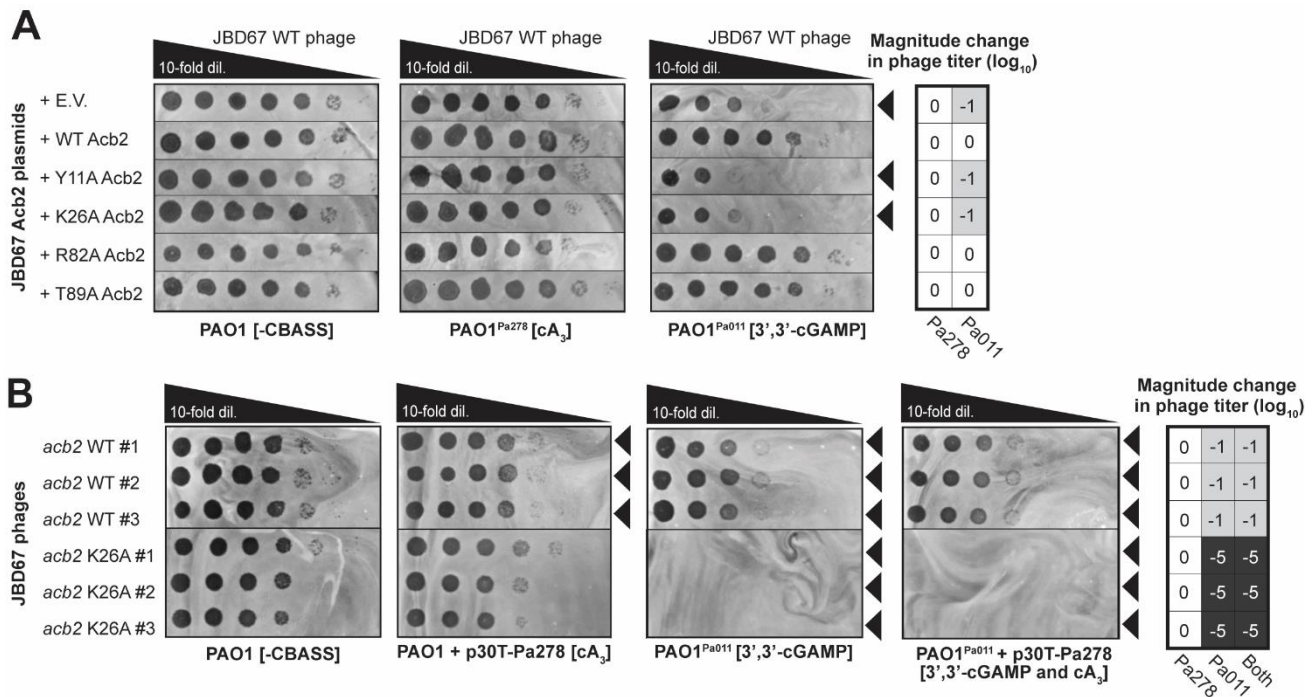 A
JBD67 WT phage
JBD67 WT phage
JBD67 WT phage
Magnitude change
in phage titer (log₁₀)
10-fold dil.
10-fold dil.
10-fold dil.
JBD67 Acb2 plasmids
+ E.V.
0 -1
+ WT Acb2
0 0
+ Y11A Acb2
0 -1
+ K26A Acb2
0 -1
+ R82A Acb2
0 0
+ T89A Acb2
0 0
PAO1 [-CBASS]
PAO1ᴾᵃ²⁷⁸ [cA₃]
PAO1ᴾᵃ⁰¹¹ [3’,3’-cGAMP]
Pa278
Pa011
B
Magnitude change
in phage titer (log₁₀)
10-fold dil.
10-fold dil.
10-fold dil.
10-fold dil.
JBD67 phages
acb2 WT #1
0 -1 -1
acb2 WT #2
0 -1 -1
acb2 WT #3
0 -1 -1
acb2 K26A #1
0 -5 -5
acb2 K26A #2
0 -5 -5
acb2 K26A #3
0 -5 -5
PAO1 [-CBASS]
PAO1 + p30T-Pa278 [cA₃]
PAO1ᴾᵃ⁰¹¹ [3’,3’-cGAMP]
PAO1ᴾᵃ⁰¹¹ + p30T-Pa278
[3’,3’-cGAMP and cA₃]
Pa278
Pa011
Both